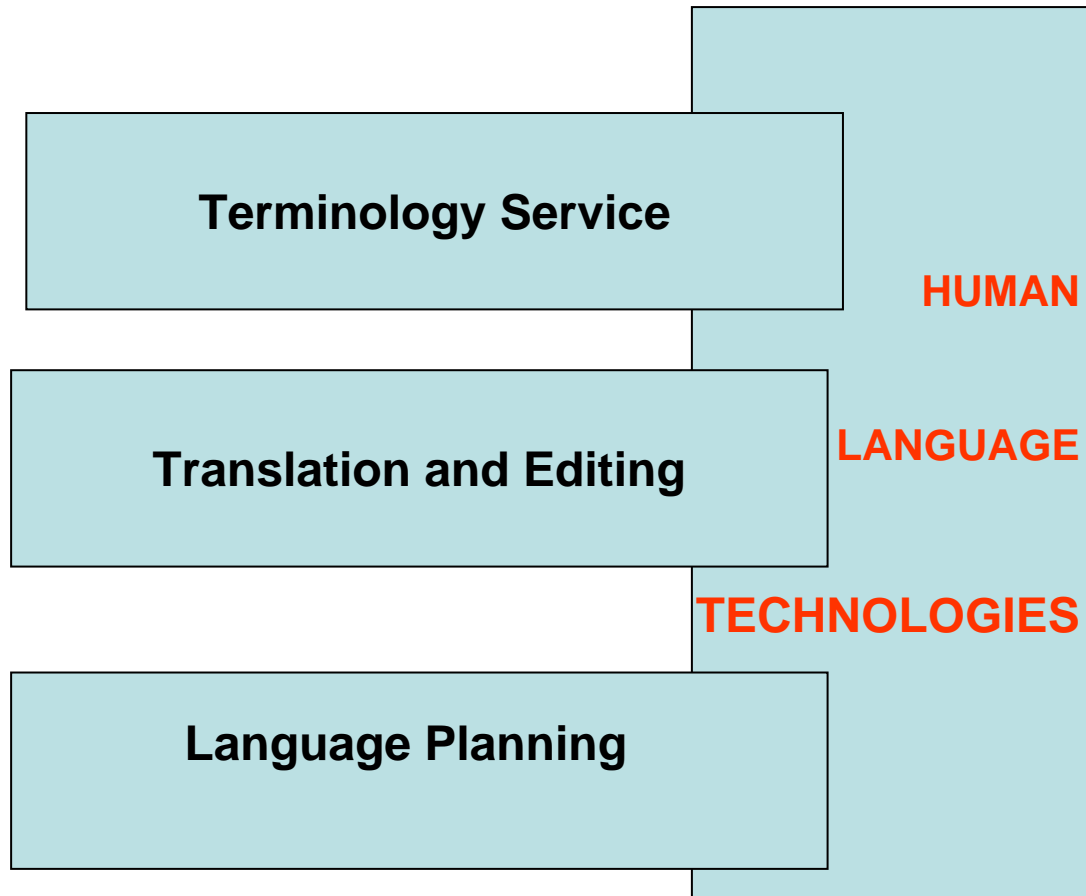 Terminology Service
HUMAN
LANGUAGE
Translation and Editing
TECHNOLOGIES
Language Planning